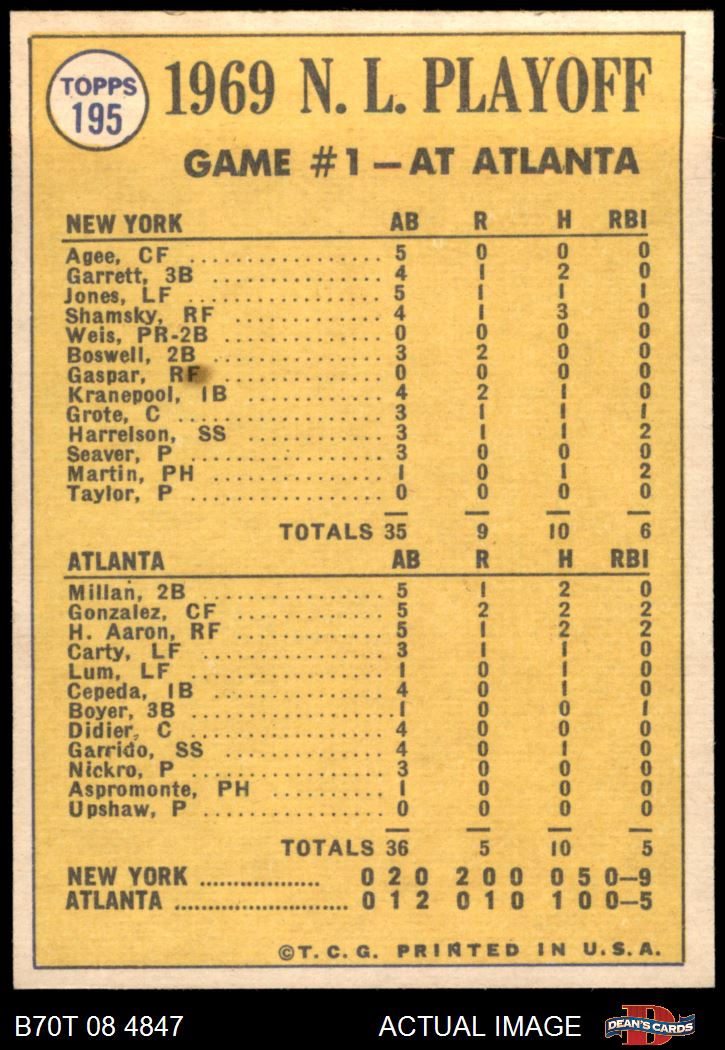 TOPPS
195
1969 N. L. PLAYOFF
GAME #1 — AT ATLANTA
NEW YORK AB R H RBI
Agee, CF .................... 5 0 0 0
Garrett, 3B .................... 4 1 2 0
Jones, LF .................... 5 1 1 1
Shamsky, RF .................... 4 1 3 0
Weis, PR-2B .................... 0 0 0 0
Boswell, 2B .................... 3 2 0 0
Gaspar, RF .................... 0 0 0 0
Kranepool, 1B .................... 4 2 1 0
Grote, C .................... 3 1 1 1
Harrelson, SS .................... 3 1 1 2
Seaver, P .................... 3 0 0 0
Martin, PH .................... 1 0 1 2
Taylor, P .................... 0 0 0 0
TOTALS 35 9 10 6
ATLANTA AB R H RBI
Millan, 2B .................... 5 1 2 0
Gonzalez, CF .................... 5 2 2 2
H. Aaron, RF .................... 5 1 2 2
Carty, LF .................... 3 1 1 0
Lum, LF .................... 1 0 1 0
Cepeda, 1B .................... 4 0 1 0
Boyer, 3B .................... 1 0 0 1
Didier, C .................... 4 0 0 0
Garrido, SS .................... 4 0 1 0
Nickro, P .................... 3 0 0 0
Aspromonte, PH .................... 1 0 0 0
Upshaw, P .................... 0 0 0 0
TOTALS 36 5 10 5
NEW YORK .................... 0 2 0 2 0 0 0 5 0—9
ATLANTA .................... 0 1 2 0 1 0 1 0 0—5
©T. C. G. PRINTED IN U. S. A.
B70T 08 4847 ACTUAL IMAGE DEAN'S CARDS